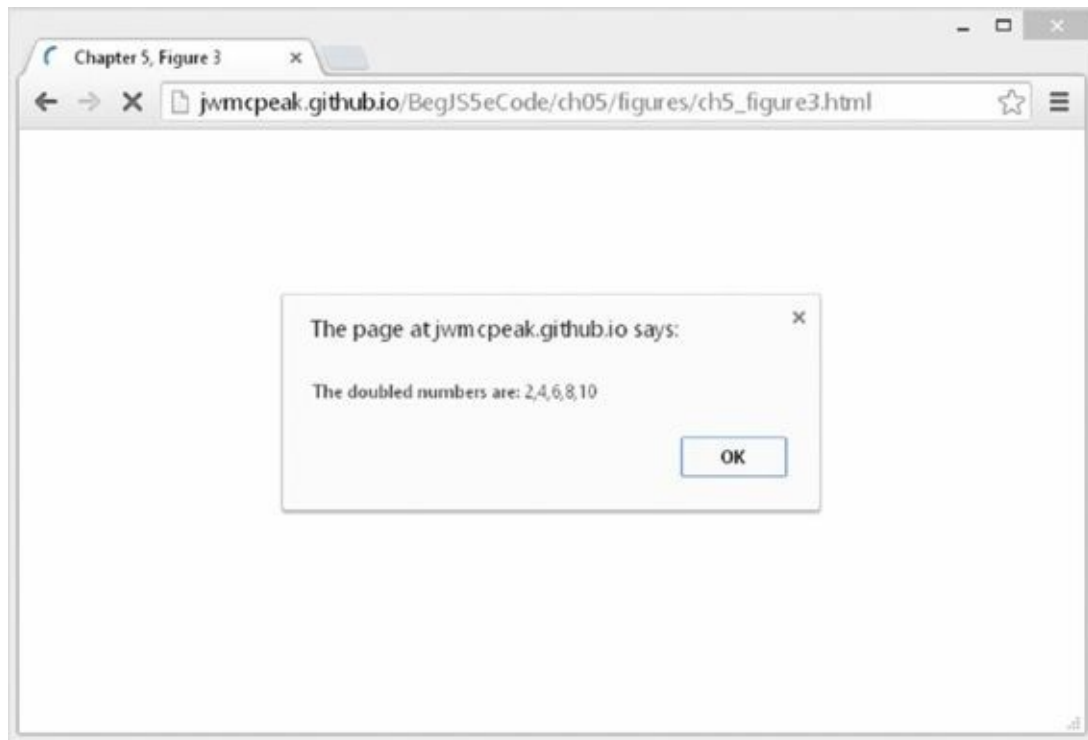 Chapter 5, Figure 3
jwmcpeak.github.io/BegJS5eCode/ch05/figures/ch5_figure3.html
The page at jwmcpeak.github.io says:
The doubled numbers are: 2,4,6,8,10
OK